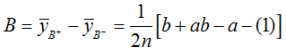 B = ȳ_{B⁺} − ȳ_{B⁻} = \frac{1}{2n}[b + ab − a − (1)]